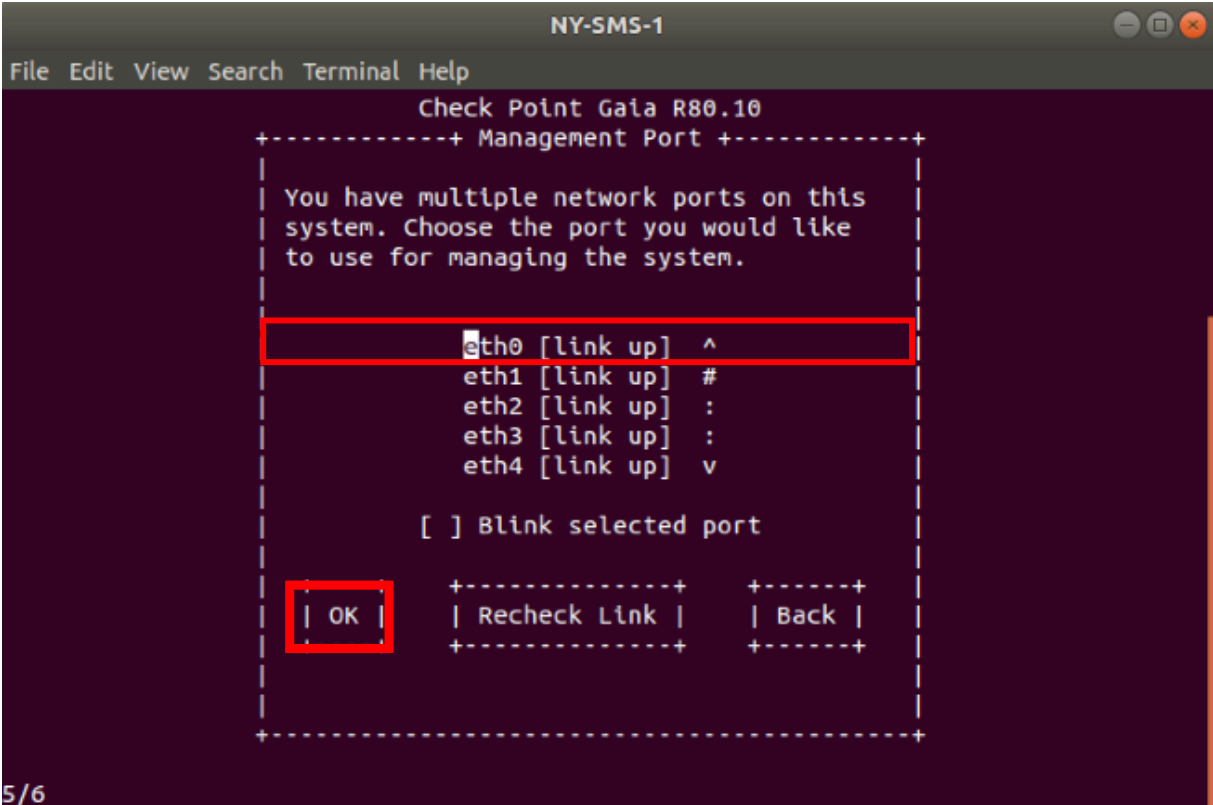 NY-SMS-1
File Edit View Search Terminal Help
Check Point Gaia R80.10
+------------+ Management Port +------------+
You have multiple network ports on this
system. Choose the port you would like
to use for managing the system.
eth0 [link up] ^
eth1 [link up] #
eth2 [link up] :
eth3 [link up] :
eth4 [link up] v
[ ] Blink selected port
| OK | | Recheck Link | | Back |
5/6